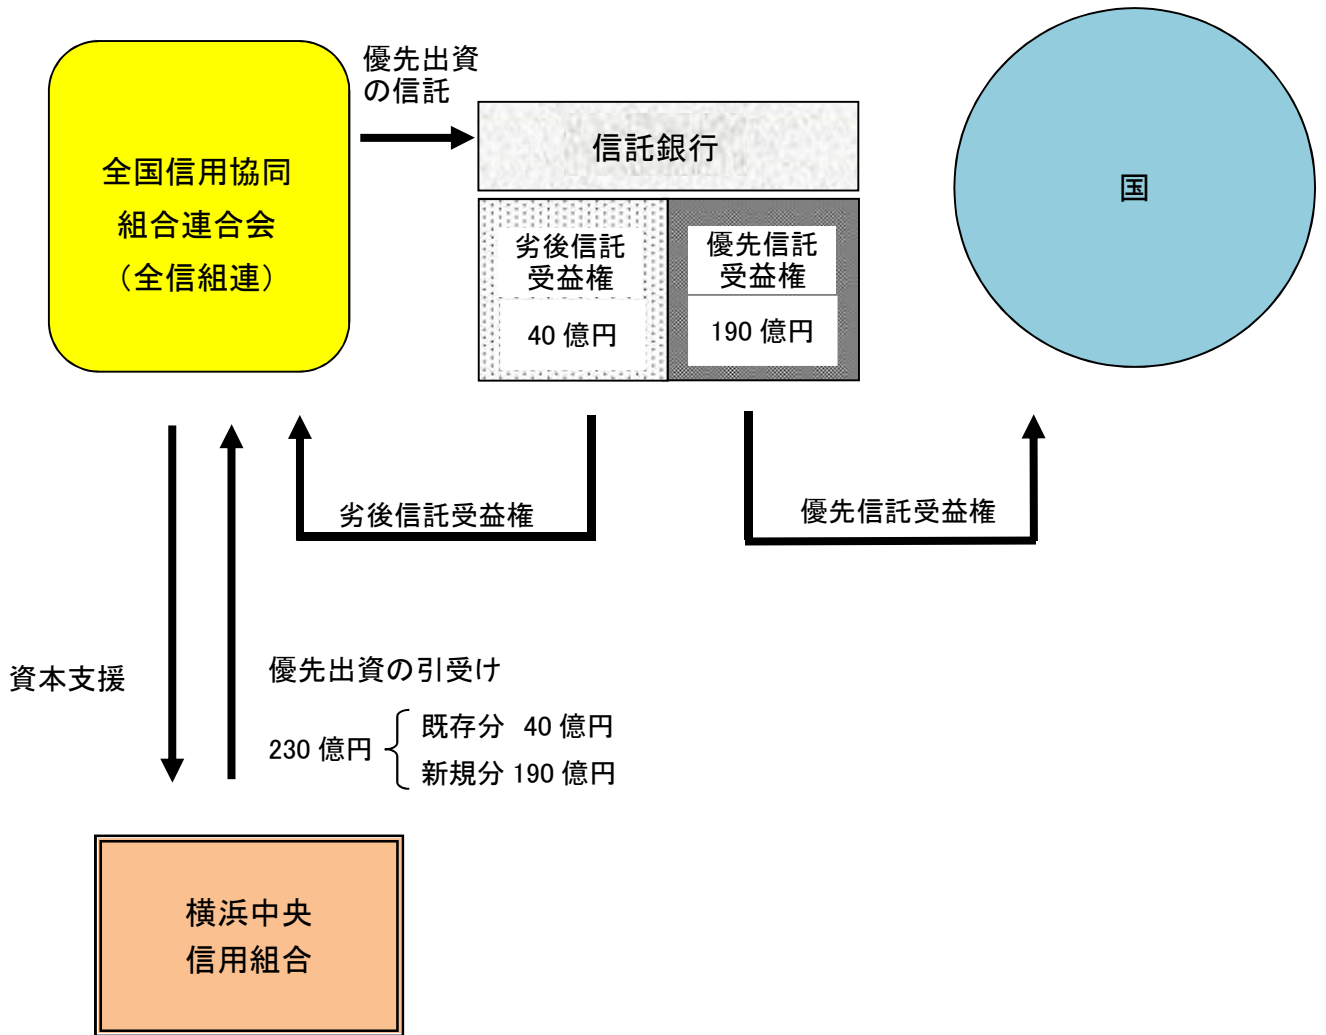 優先出資
の信託
全国信用協同
組合連合会
（全信組連）
信託銀行
国
劣後信託
受益権
40 億円
優先信託
受益権
190 億円
劣後信託受益権
優先信託受益権
資本支援
優先出資の引受け
230 億円
既存分 40 億円
新規分 190 億円
横浜中央
信用組合